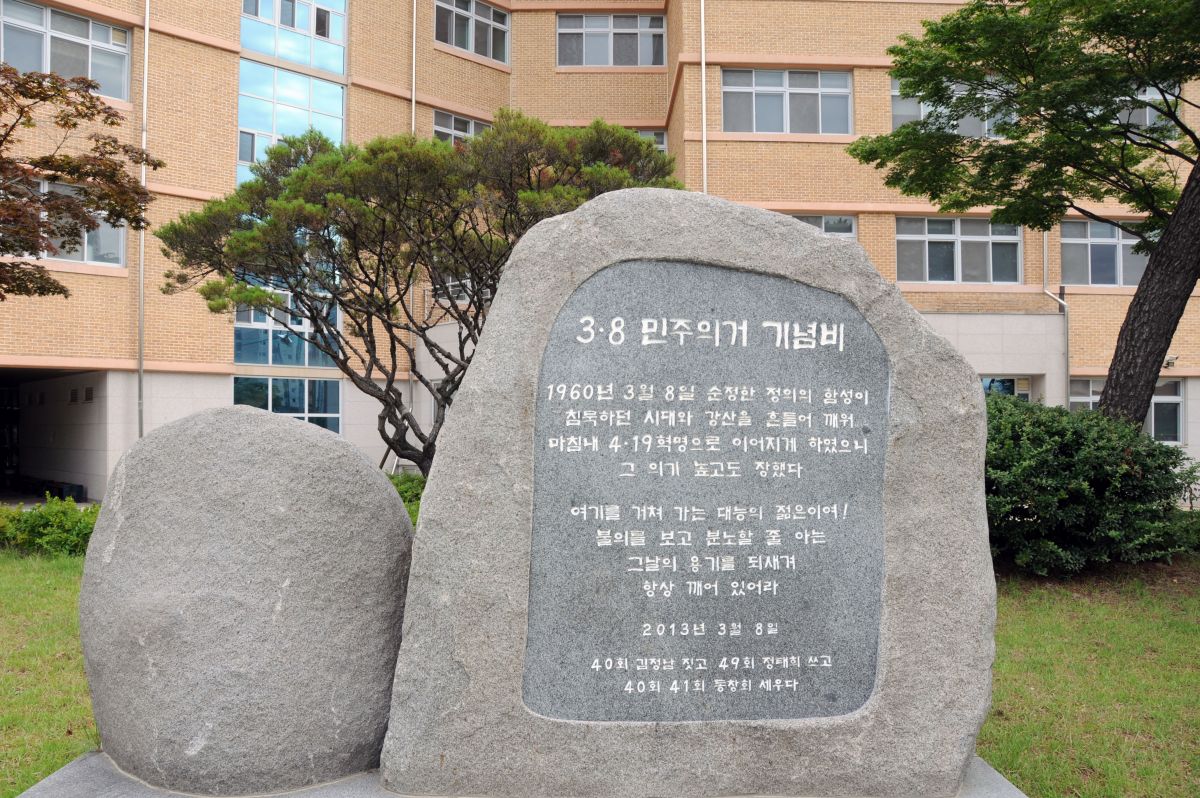 3·8 민주의거 기념비
1960년 3월 8일 순정한 정의의 함성이
침묵하던 시대와 강산을 흔들어 깨워
마침내 4·19혁명으로 이어지게 하였으니
그 의기 높고도 장했다
여기를 거쳐 가는 대능의 젊은이여!
불의를 보고 분노할 줄 아는
그날의 용기를 되새겨
항상 깨어 있어라
2013년 3월 8일
40회 김정남 짓고 49회 정태희 쓰고
40회 41회 동창회 세우다